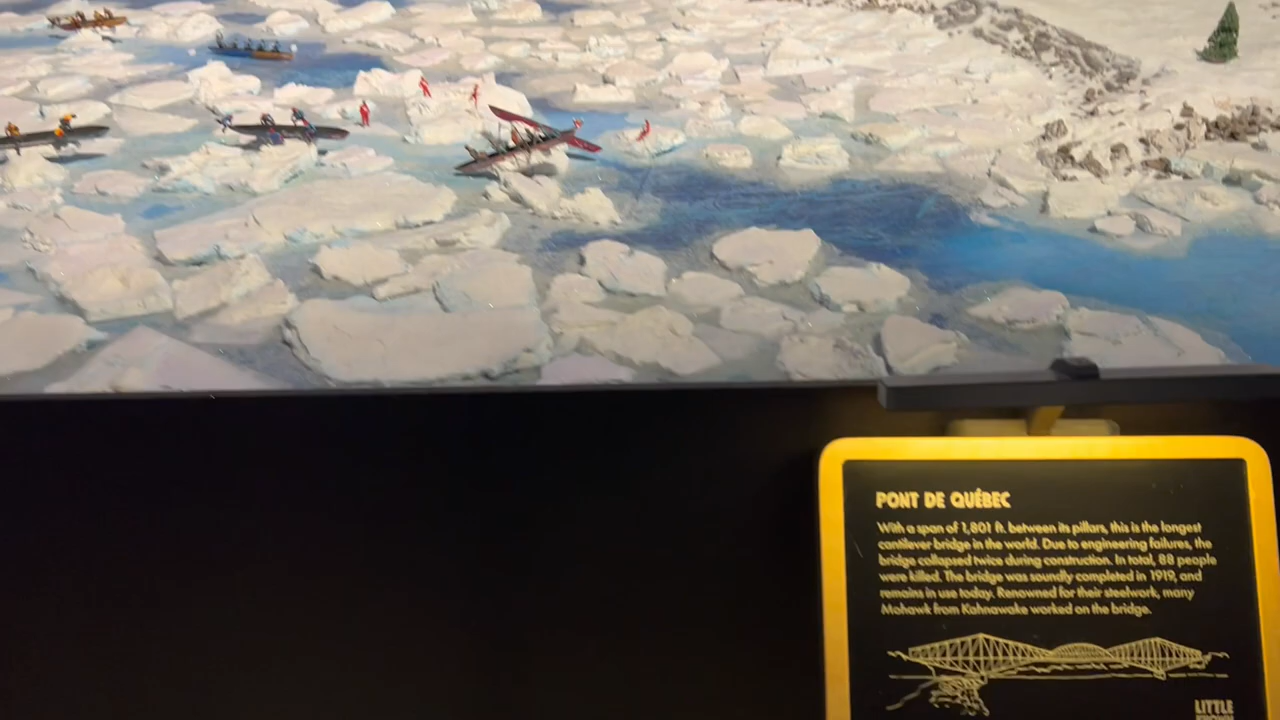 PONT DE QUÉBEC
With a span of 1,801 ft. between its pillars, this is the longest
cantilever bridge in the world. Due to engineering failures, the
bridge collapsed twice during construction. In total, 88 people
were killed. The bridge was soundly completed in 1919, and
remains in use today. Renowned for their steelwork, many
Mohawk from Kahnawake worked on the bridge.
LITTLE